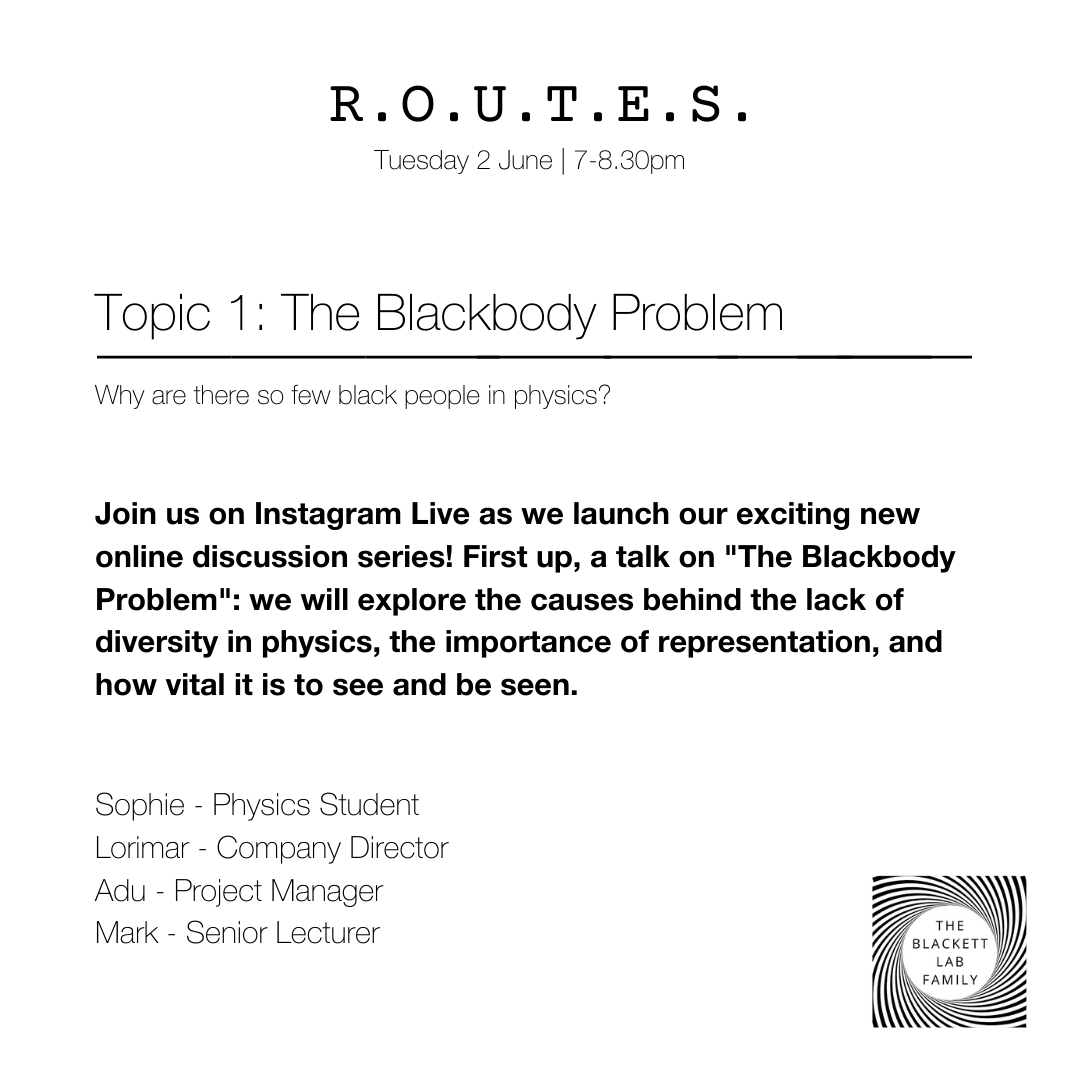 R.O.U.T.E.S.
Tuesday 2 June | 7-8.30pm
Topic 1: The Blackbody Problem
Why are there so few black people in physics?
Join us on Instagram Live as we launch our exciting new
online discussion series! First up, a talk on "The Blackbody
Problem": we will explore the causes behind the lack of
diversity in physics, the importance of representation, and
how vital it is to see and be seen.
Sophie - Physics Student
Lorimar - Company Director
Adu - Project Manager
Mark - Senior Lecturer
THE
BLACKETT
LAB
FAMILY